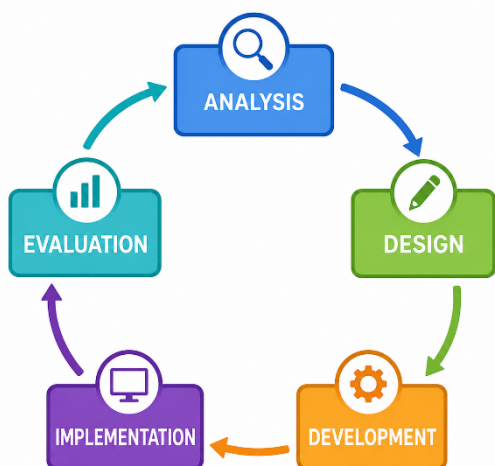 ANALYSIS
DESIGN
DEVELOPMENT
IMPLEMENTATION
EVALUATION